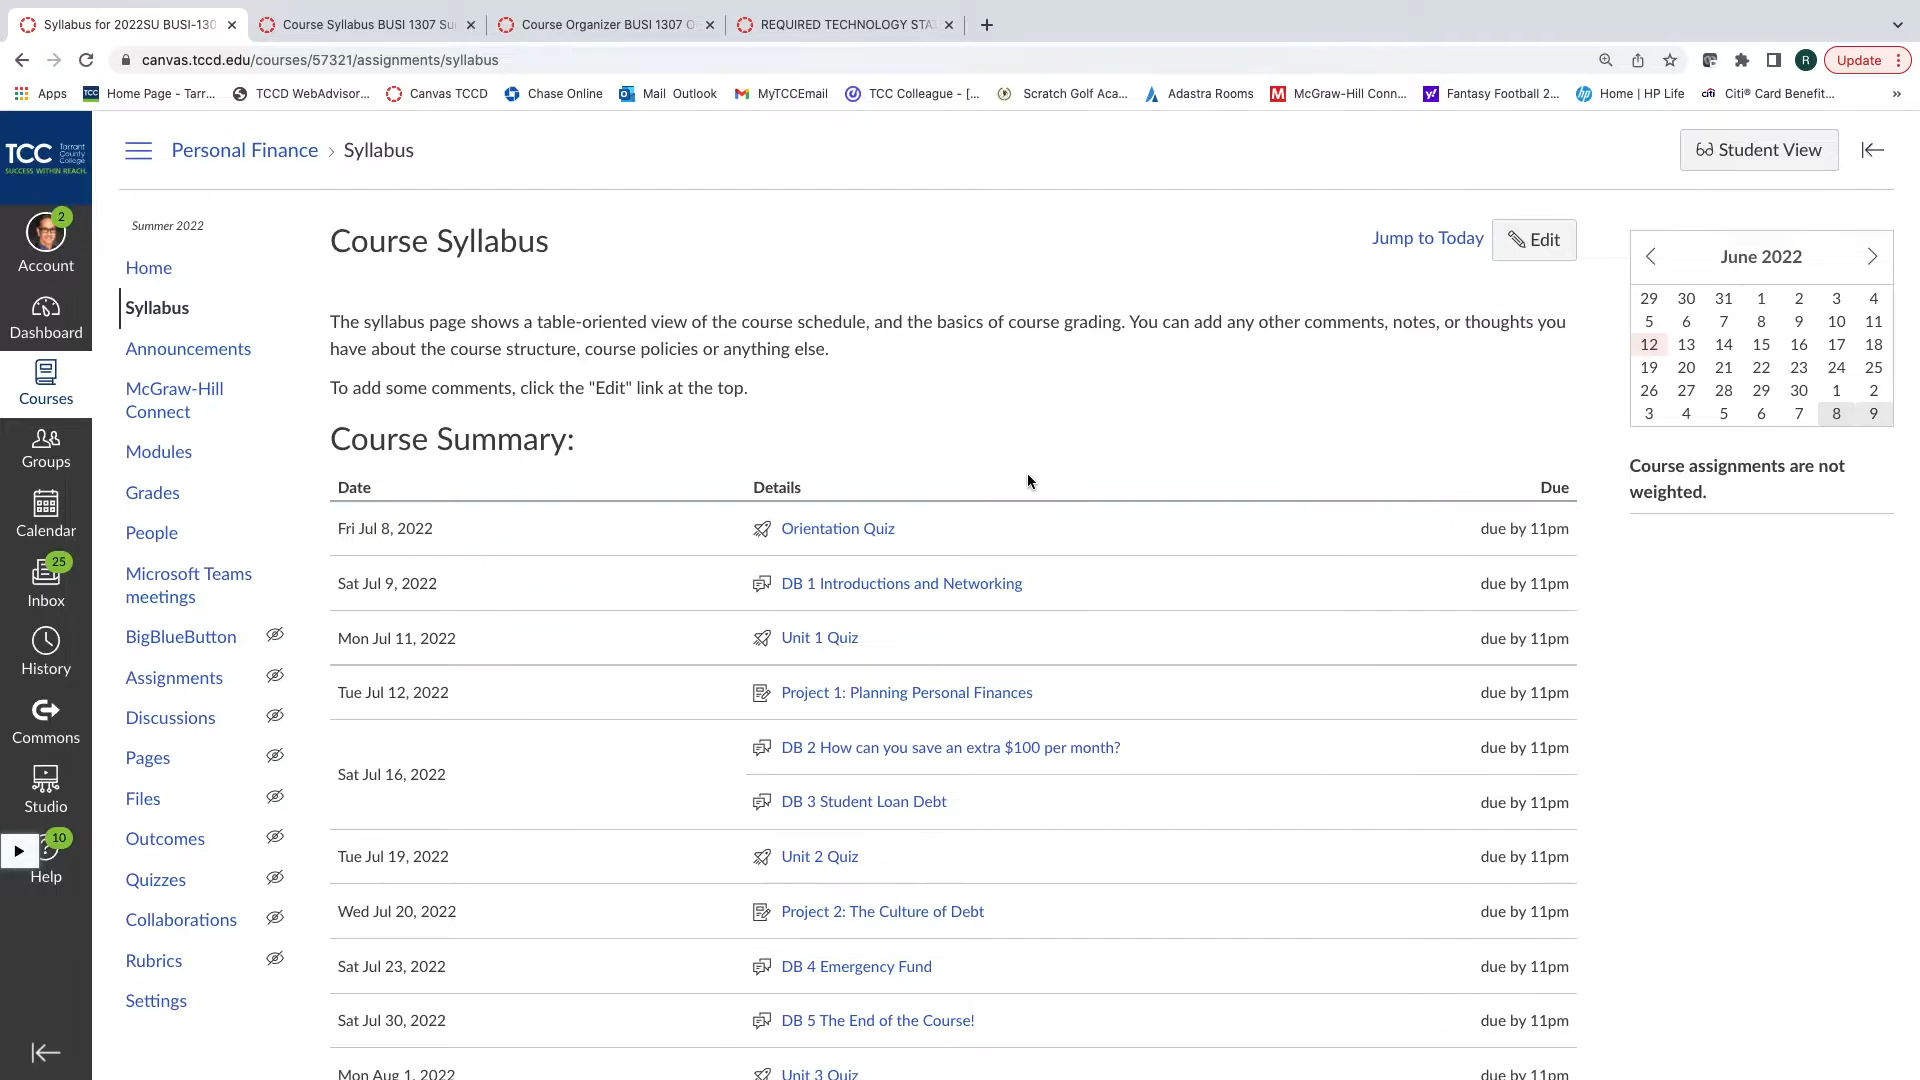 Syllabus for 2022SU BUSI-130
Course Syllabus BUSI 1307 Su
Course Organizer BUSI 1307 O
REQUIRED TECHNOLOGY STA
canvas.tccd.edu/courses/57321/assignments/syllabus
R
Update
Apps
TCC
Home Page - Tarr...
TCCD WebAdvisor...
Canvas TCCD
Chase Online
Mail Outlook
MyTCCEmail
TCC Colleague - [...
Scratch Golf Aca...
Adastra Rooms
McGraw-Hill Conn...
Fantasy Football 2...
Home | HP Life
citi Citi® Card Benefit...
»
TCC Tarrant County College
SUCCESS WITHIN REACH.
Personal Finance › Syllabus
Student View
2
Account
Dashboard
Courses
Groups
Calendar
25
Inbox
History
Commons
Studio
10
Help
Summer 2022
Home
Syllabus
Announcements
McGraw-Hill
Connect
Modules
Grades
People
Microsoft Teams
meetings
BigBlueButton
Assignments
Discussions
Pages
Files
Outcomes
Quizzes
Collaborations
Rubrics
Settings
Course Syllabus
Jump to Today
Edit
The syllabus page shows a table-oriented view of the course schedule, and the basics of course grading. You can add any other comments, notes, or thoughts you
have about the course structure, course policies or anything else.
To add some comments, click the "Edit" link at the top.
Course Summary:
Date Details Due
Fri Jul 8, 2022 Orientation Quiz due by 11pm
Sat Jul 9, 2022 DB 1 Introductions and Networking due by 11pm
Mon Jul 11, 2022 Unit 1 Quiz due by 11pm
Tue Jul 12, 2022 Project 1: Planning Personal Finances due by 11pm
DB 2 How can you save an extra $100 per month? due by 11pm
Sat Jul 16, 2022
DB 3 Student Loan Debt due by 11pm
Tue Jul 19, 2022 Unit 2 Quiz due by 11pm
Wed Jul 20, 2022 Project 2: The Culture of Debt due by 11pm
Sat Jul 23, 2022 DB 4 Emergency Fund due by 11pm
Sat Jul 30, 2022 DB 5 The End of the Course! due by 11pm
Mon Aug 1, 2022 Unit 3 Quiz due by 11pm
June 2022
29 30 31 1 2 3 4
5 6 7 8 9 10 11
12 13 14 15 16 17 18
19 20 21 22 23 24 25
26 27 28 29 30 1 2
3 4 5 6 7 8 9
Course assignments are not
weighted.